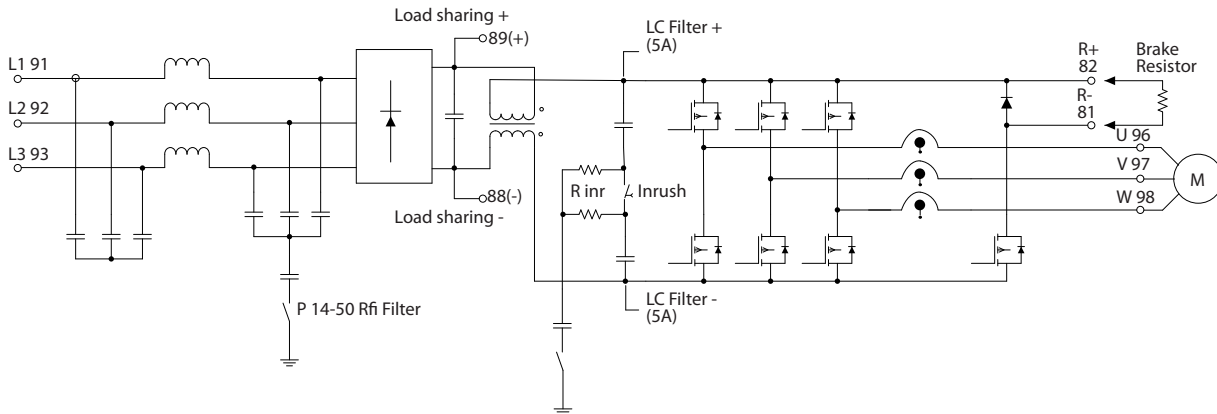 Load sharing +
89(+)
LC Filter +
(5A)
R+
82
Brake
Resistor
L1 91
L2 92
L3 93
R-
81
U 96
V 97
W 98
M
R inr
Inrush
88(-)
Load sharing -
LC Filter -
(5A)
P 14-50 Rfi Filter